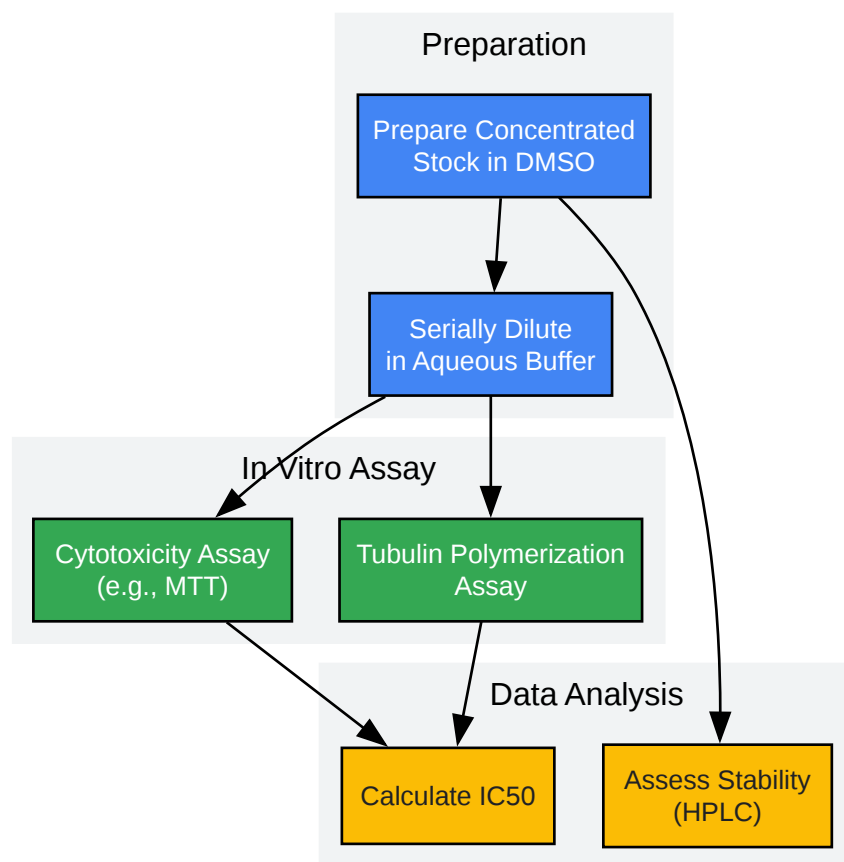 Preparation
Prepare Concentrated
Stock in DMSO
Serially Dilute
in Aqueous Buffer
In Vitro Assay
Cytotoxicity Assay
(e.g., MTT)
Tubulin Polymerization
Assay
Data Analysis
Calculate IC50
Assess Stability
(HPLC)